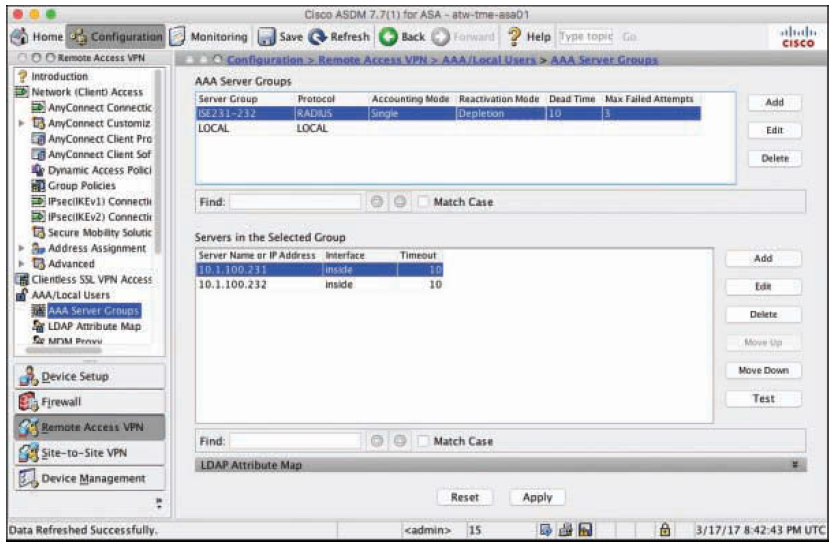 Cisco ASDM 7.7(1) for ASA - atw-tme-asa01
Home Configuration Monitoring Save Refresh Back Forward Help Type topic Go
CISCO
Remote Access VPN
Configuration > Remote Access VPN > AAA/Local Users > AAA Server Groups
Introduction
Network (Client) Access
AnyConnect Connectic
AnyConnect Customiz
AnyConnect Client Pro
AnyConnect Client Sof
Dynamic Access Polici
Group Policies
IPsec(IKEv1) Connectic
IPsec(IKEv2) Connectic
Secure Mobility Solutic
Address Assignment
Advanced
Clientless SSL VPN Access
AAA/Local Users
AAA Server Groups
LDAP Attribute Map
MDM Proxy
Device Setup
Firewall
Remote Access VPN
Site-to-Site VPN
Device Management
AAA Server Groups
Server Group Protocol Accounting Mode Reactivation Mode Dead Time Max Failed Attempts
ISE231-232 RADIUS Single Depletion 10 3
LOCAL LOCAL
Add
Edit
Delete
Find: Match Case
Servers in the Selected Group
Server Name or IP Address Interface Timeout
10.1.100.231 inside 10
10.1.100.232 inside 10
Add
Edit
Delete
Move Up
Move Down
Test
Find: Match Case
LDAP Attribute Map
Reset Apply
Data Refreshed Successfully. <admin> 15 3/17/17 8:42:43 PM UTC